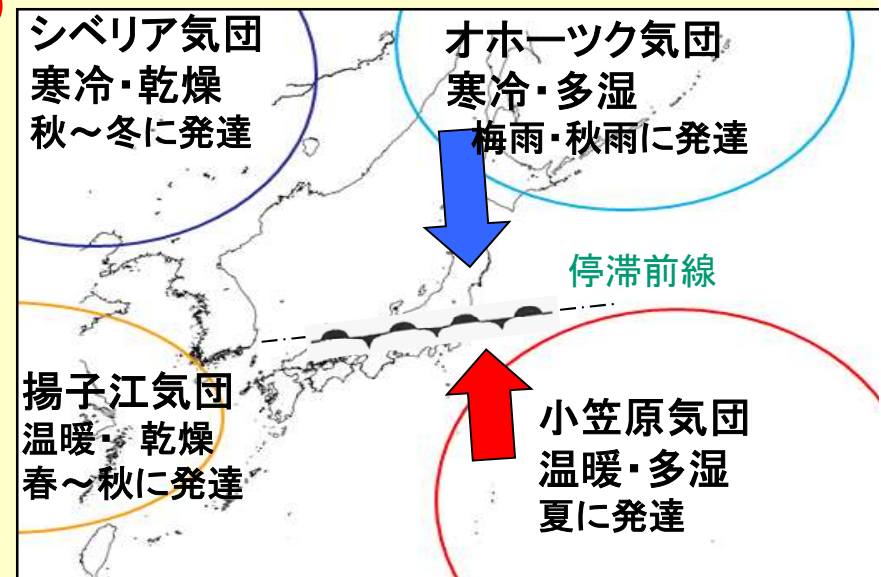 シベリア気団
寒冷・乾燥
秋～冬に発達
オホーツク気団
寒冷・多湿
梅雨・秋雨に発達
停滞前線
揚子江気団
温暖・ 乾燥
春～秋に発達
小笠原気団
温暖・多湿
夏に発達